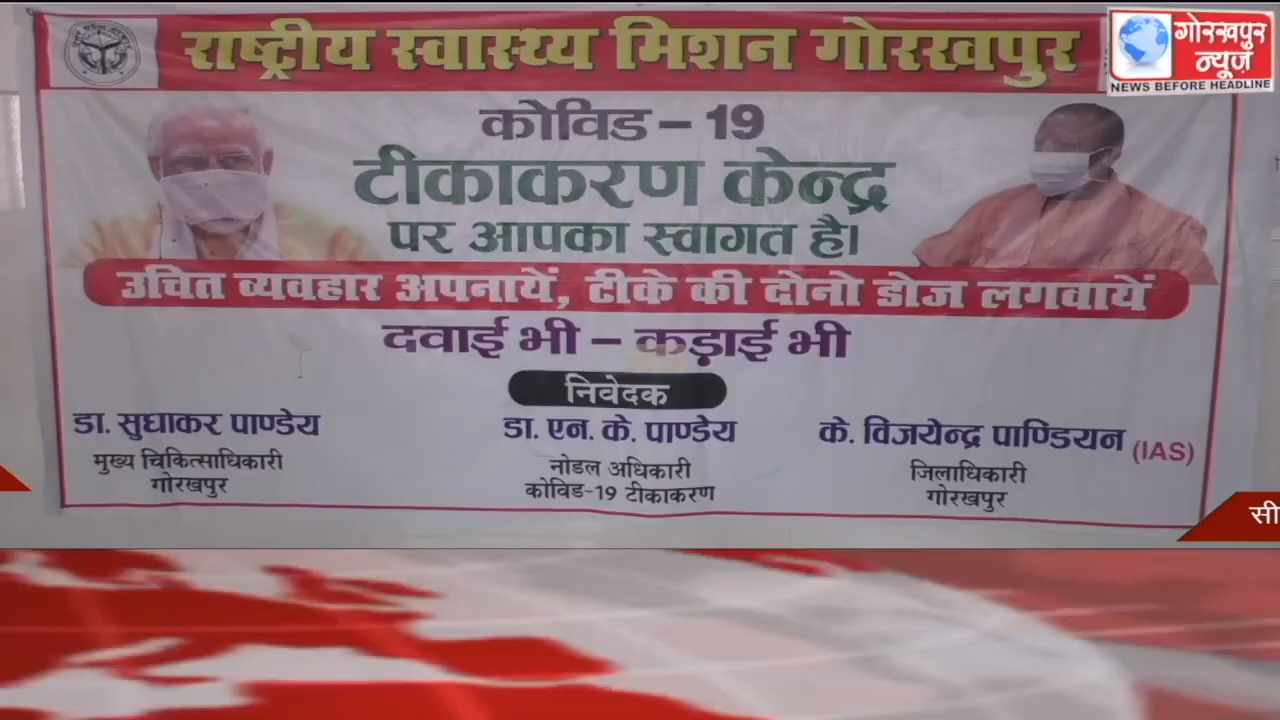 राष्ट्रीय स्वास्थ्य मिशन गोरखपुर
गोरखपुर
न्यूज़
NEWS BEFORE HEADLINE
कोविड – 19
टीकाकरण केन्द्र
पर आपका स्वागत है।
उचित व्यवहार अपनायें, टीके की दोनो डोज लगवायें
दवाई भी – कड़ाई भी
निवेदक
डा. सुधाकर पाण्डेय
मुख्य चिकित्साधिकारी
गोरखपुर
डा. एन. के. पाण्डेय
नोडल अधिकारी
कोविड-19 टीकाकरण
के. विजयेन्द्र पाण्डियन (IAS)
जिलाधिकारी
गोरखपुर
सी